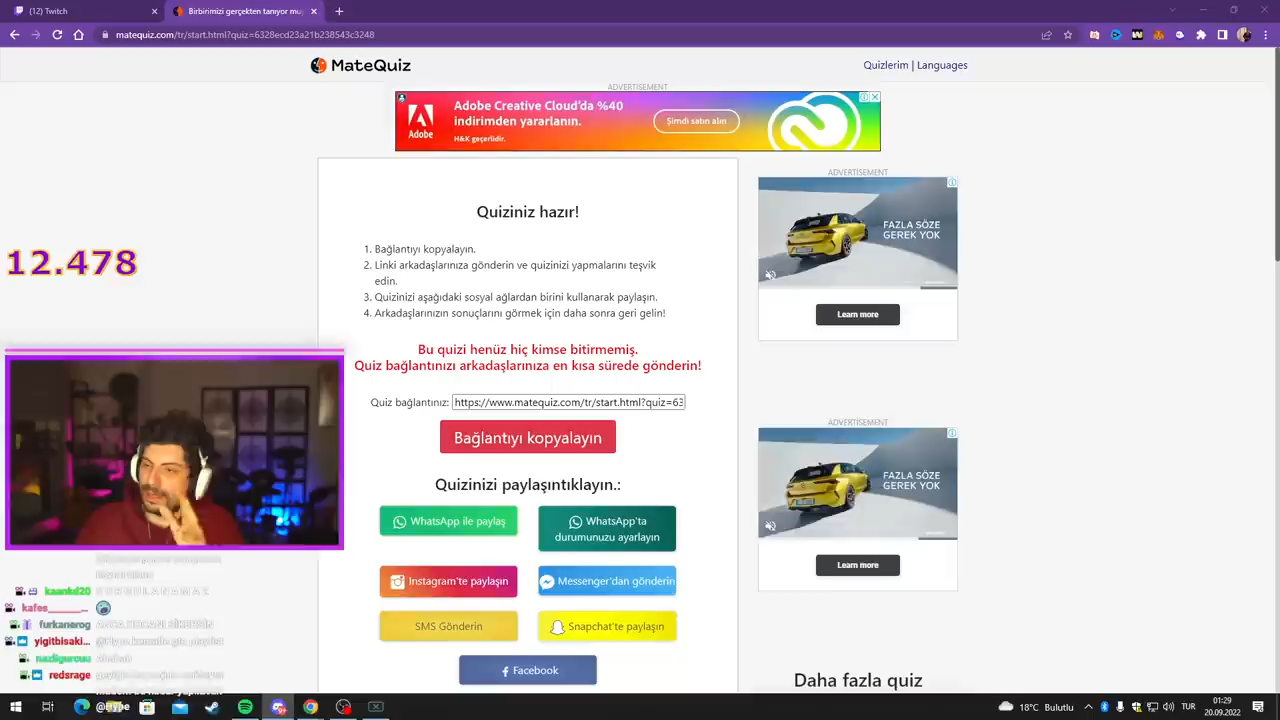 (12) Twitch
Birbirimizi gerçekten tanıyor mu
matequiz.com/tr/start.html?quiz=6328ecd23a21b238543c3248
MateQuiz
Quizlerim | Languages
ADVERTISEMENT
Adobe
Adobe Creative Cloud'da %40
indirimden yararlanın.
H&K geçerlidir.
Şimdi satın alın
ADVERTISEMENT
FAZLA SÖZE
GEREK YOK
Learn more
Quiziniz hazır!
1. Bağlantıyı kopyalayın.
2. Linki arkadaşlarınıza gönderin ve quizinizi yapmalarını teşvik
edin.
3. Quizinizi aşağıdaki sosyal ağlardan birini kullanarak paylaşın.
4. Arkadaşlarınızın sonuçlarını görmek için daha sonra geri gelin!
12.478
Bu quizi henüz hiç kimse bitirmemiş.
Quiz bağlantınızı arkadaşlarınıza en kısa sürede gönderin!
Quiz bağlantınız: https://www.matequiz.com/tr/start.html?quiz=63
Bağlantıyı kopyalayın
ADVERTISEMENT
FAZLA SÖZE
GEREK YOK
Learn more
Quizinizi paylaşıntıklayın.:
WhatsApp ile paylaş
WhatsApp'ta
durumunuzu ayarlayın
Instagram'te paylaşın
Messenger'dan gönderin
SMS Gönderin
Snapchat'te paylaşın
Facebook
Daha fazla quiz
kaankd20
kafes______...
furkanerog
yigitbisaki...
nazligurcuu
redsrage
18°C Bulutlu
TUR
01:29
20.09.2022